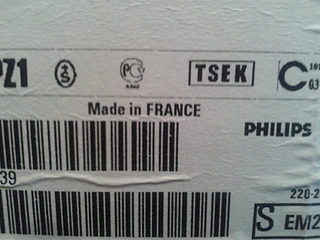 PZ1
TSEK
Made in FRANCE
PHILIPS
39
220-2
S EM2